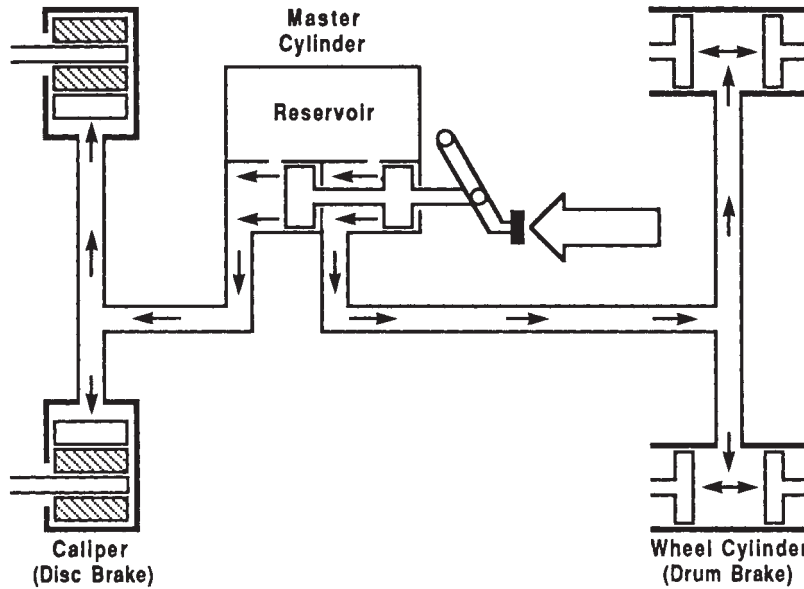 Master
Cylinder
Reservoir
Caliper
(Disc Brake)
Wheel Cylinder
(Drum Brake)